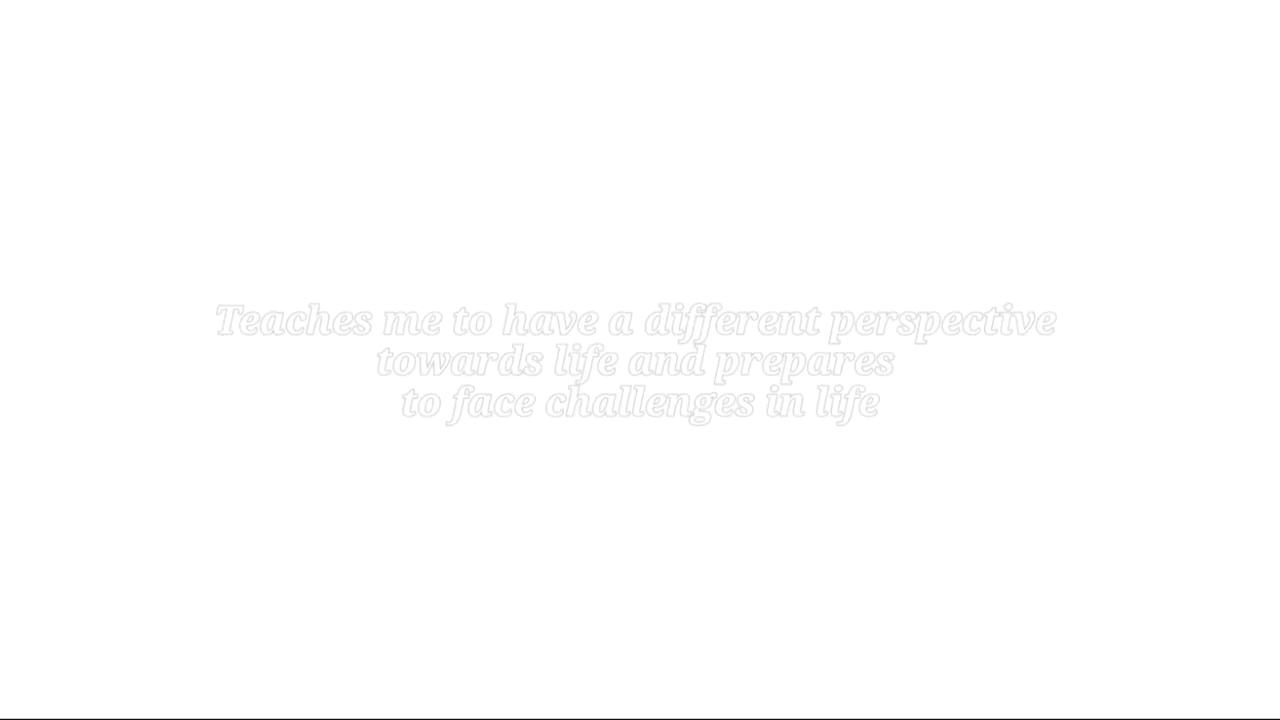 Teaches me to have a different perspective
towards life and prepares
to face challenges in life